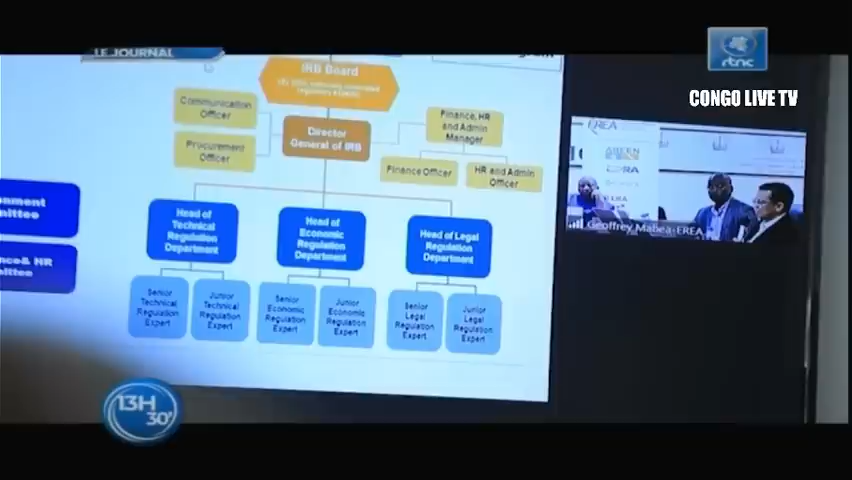 LE JOURNAL
rtnc
CONGO LIVE TV
IRB Board
Communication
Officer
Procurement
Officer
Director
General of IRB
Finance, HR
and Admin
Manager
Finance Officer
HR and Admin
Officer
Head of
Technical
Regulation
Department
Head of
Economic
Regulation
Department
Head of Legal
Regulation
Department
Senior
Technical
Regulation
Expert
Junior
Technical
Regulation
Expert
Senior
Economic
Regulation
Expert
Junior
Economic
Regulation
Expert
Senior
Legal
Regulation
Expert
Junior
Legal
Regulation
Expert
EREA
Geoffrey Mabea-EREA
13H
30'